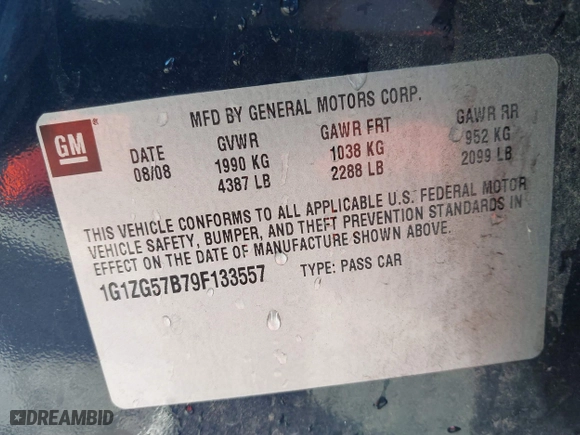 MFD BY GENERAL MOTORS CORP.
GM
DATE GVWR GAWR FRT GAWR RR
08/08 1990 KG 1038 KG 952 KG
4387 LB 2288 LB 2099 LB
THIS VEHICLE CONFORMS TO ALL APPLICABLE U.S. FEDERAL MOTOR
VEHICLE SAFETY, BUMPER, AND THEFT PREVENTION STANDARDS IN
EFFECT ON THE DATE OF MANUFACTURE SHOWN ABOVE.
1G1ZG57B79F133557 TYPE: PASS CAR
DREAMBID